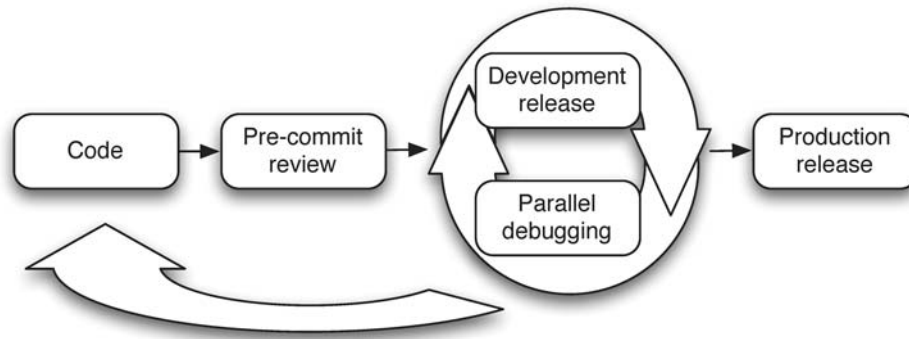 Code
Pre-commit
review
Development
release
Parallel
debugging
Production
release